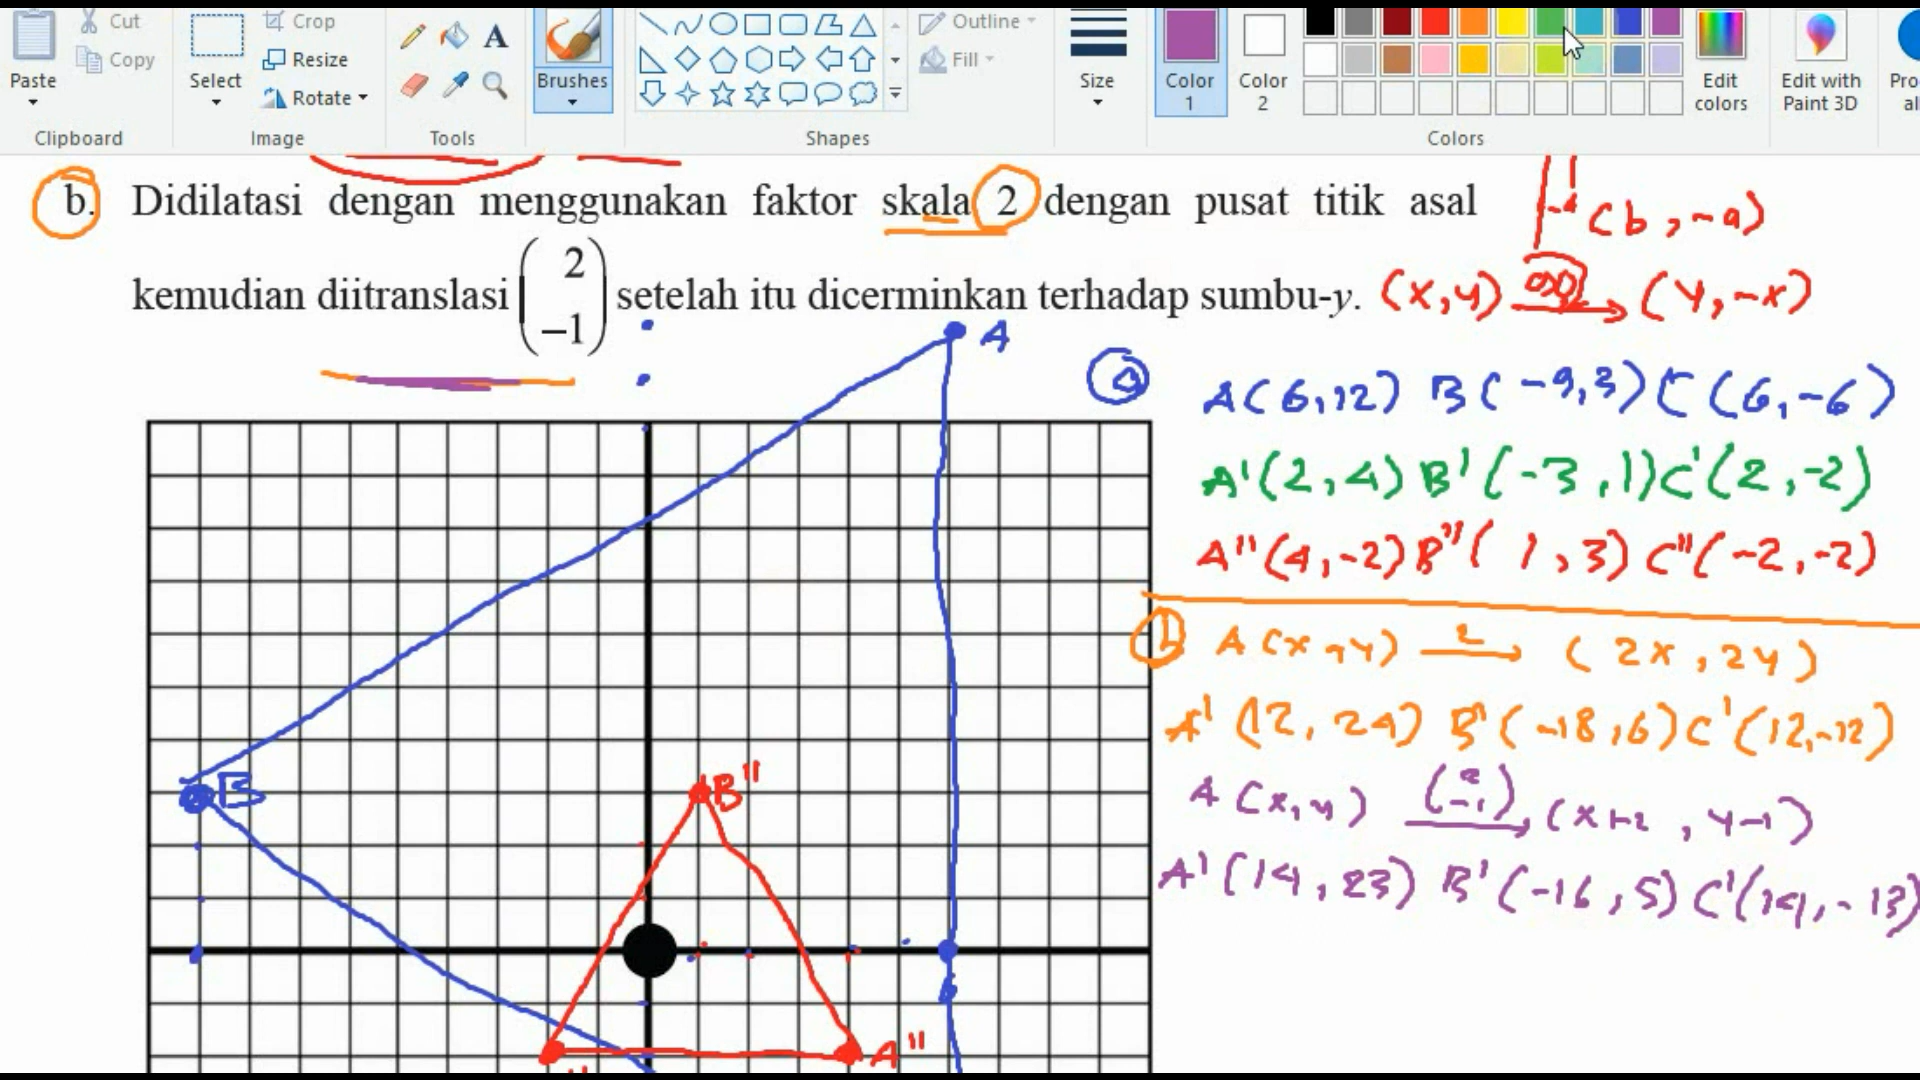 Cut
Copy
Paste
Clipboard
Crop
Resize
Rotate
Select
Image
A
Tools
Brushes
Outline
Fill
Shapes
Size
Color 1
Color 2
Edit colors
Colors
Edit with Paint 3D
b. Didilatasi dengan menggunakan faktor skala 2 dengan pusat titik asal
kemudian diitranslasi (2 −1) setelah itu dicerminkan terhadap sumbu-y.
(b, -a)
(x,y) → (y,-x)
a
A(6,12) B(-9,3) C(6,-6)
A'(2,4) B'(-3,1) C'(2,-2)
A"(4,-2) B"(1,3) C"(-2,-2)
A(x,y) 2→ (2x,2y)
A'(12,24) B'(-18,6) C'(12,-12)
A(x,y) (2 -1)→ (x+2, y-1)
A'(14,23) B'(-16,5) C'(14,-13)
A
B
B"
A"